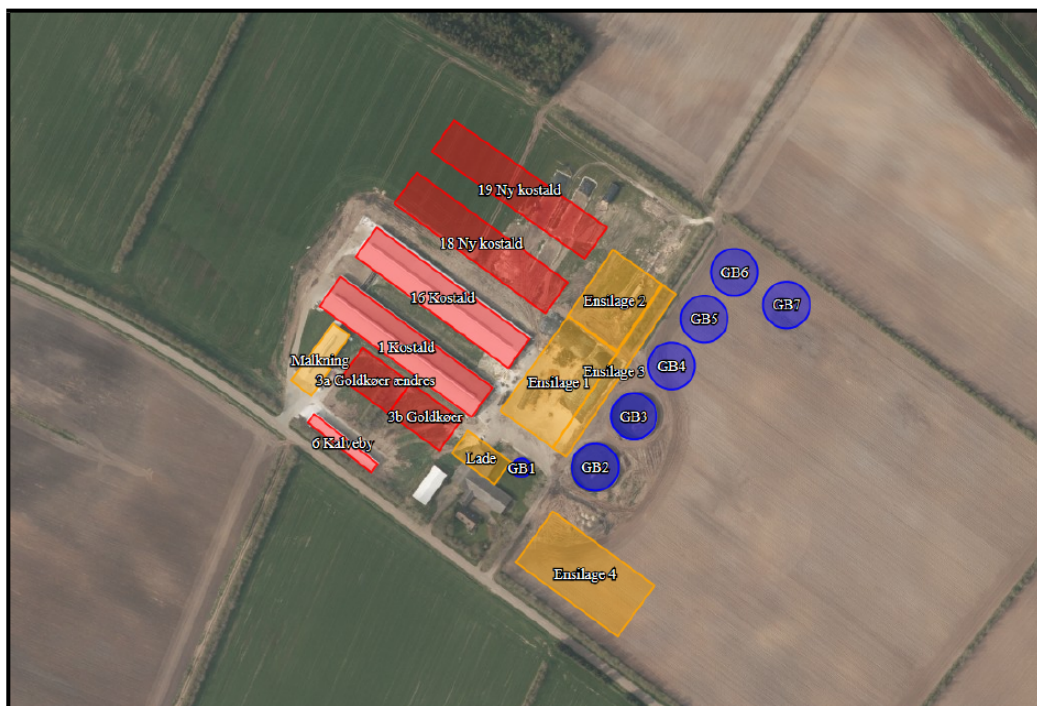 19 Ny kostald
18 Ny kostald
GB6
16 Kostald
Ensilage 2
GB7
GB5
1 Kostald
Malkning
GB4
Ensilage 3
3a Goldkøer ændres
Ensilage 1
3b Goldkøer
GB3
6 Kalveby
Lade
GB1
GB2
Ensilage 4